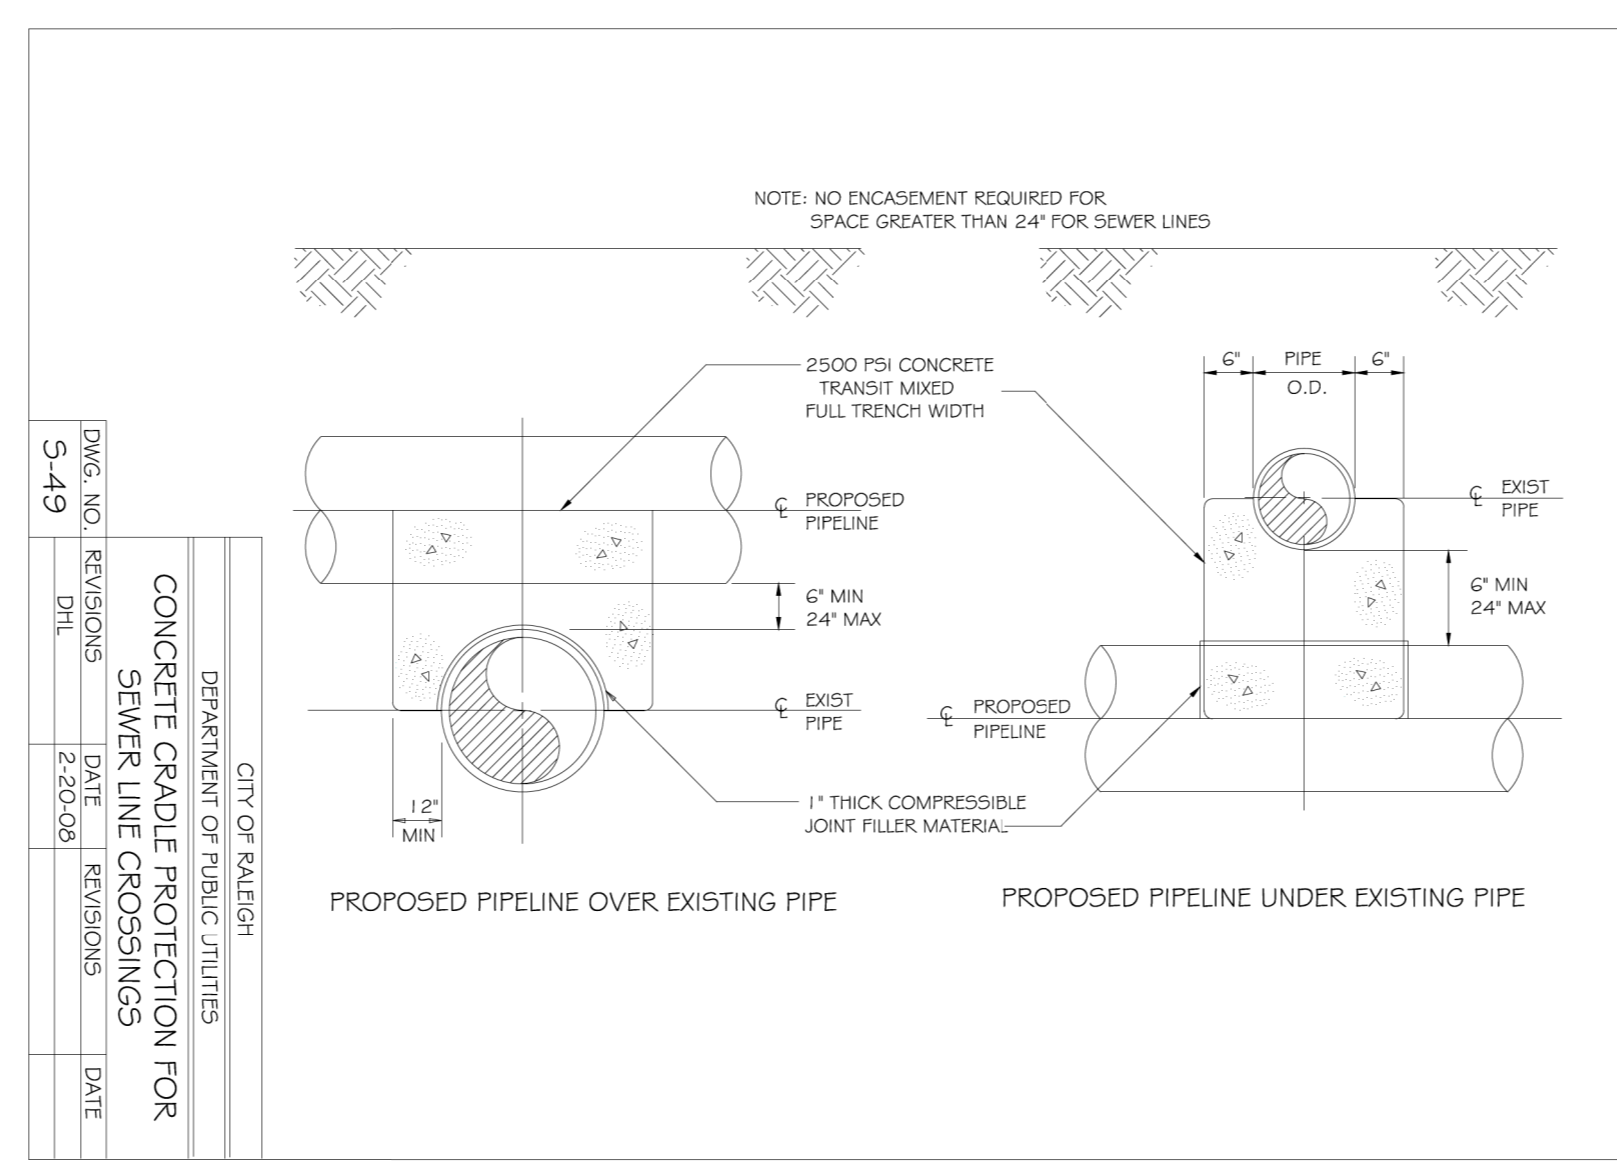 NOTE: NO ENCASEMENT REQUIRED FOR
SPACE GREATER THAN 24" FOR SEWER LINES
2500 PSI CONCRETE
TRANSIT MIXED
FULL TRENCH WIDTH
6" PIPE 6"
O.D.
℄ PROPOSED
PIPELINE
℄ EXIST
PIPE
6" MIN
24" MAX
6" MIN
24" MAX
℄ EXIST
PIPE
℄ PROPOSED
PIPELINE
12"
MIN
1" THICK COMPRESSIBLE
JOINT FILLER MATERIAL
PROPOSED PIPELINE OVER EXISTING PIPE
PROPOSED PIPELINE UNDER EXISTING PIPE
CITY OF RALEIGH
DEPARTMENT OF PUBLIC UTILITIES
CONCRETE CRADLE PROTECTION FOR
SEWER LINE CROSSINGS
DWG. NO. REVISIONS DATE REVISIONS DATE
S-49
DHL 2-20-08